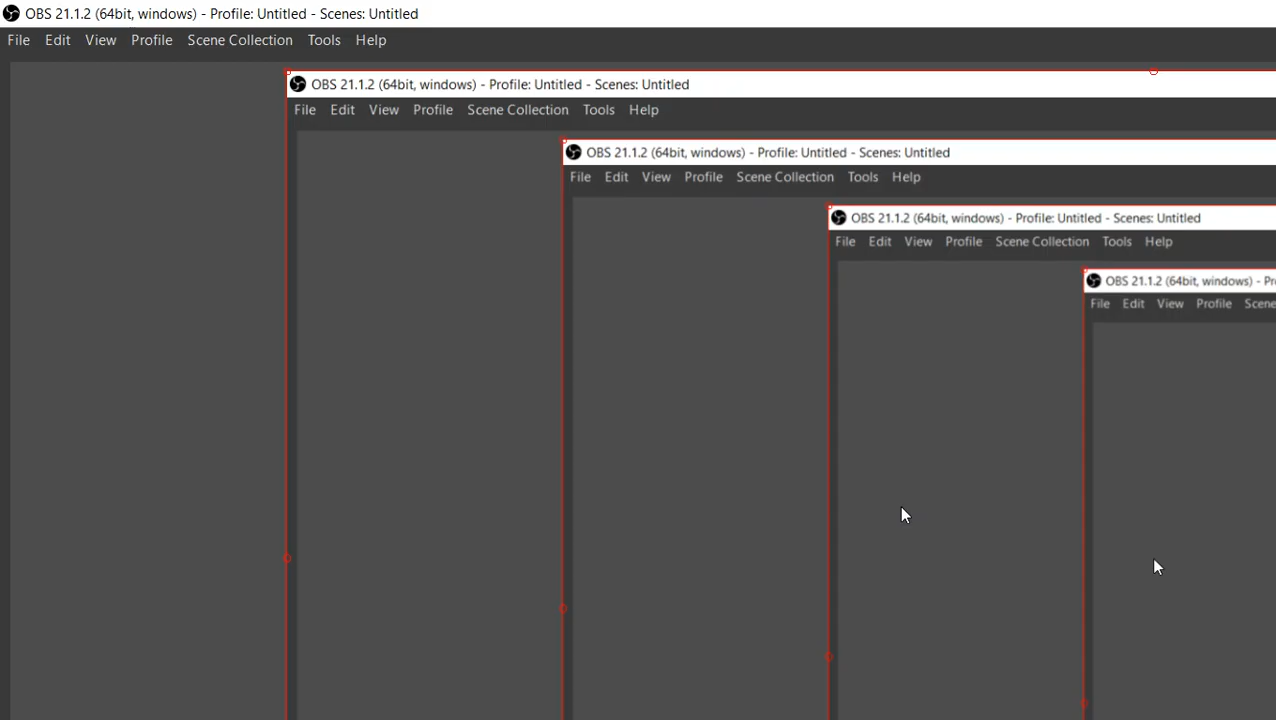 OBS 21.1.2 (64bit, windows) - Profile: Untitled - Scenes: Untitled
File Edit View Profile Scene Collection Tools Help
OBS 21.1.2 (64bit, windows) - Profile: Untitled - Scenes: Untitled
File Edit View Profile Scene Collection Tools Help
OBS 21.1.2 (64bit, windows) - Profile: Untitled - Scenes: Untitled
File Edit View Profile Scene Collection Tools Help
OBS 21.1.2 (64bit, windows) - Profile: Untitled - Scenes: Untitled
File Edit View Profile Scene Collection Tools Help
OBS 21.1.2 (64bit, windows) - Pr
File Edit View Profile Scene